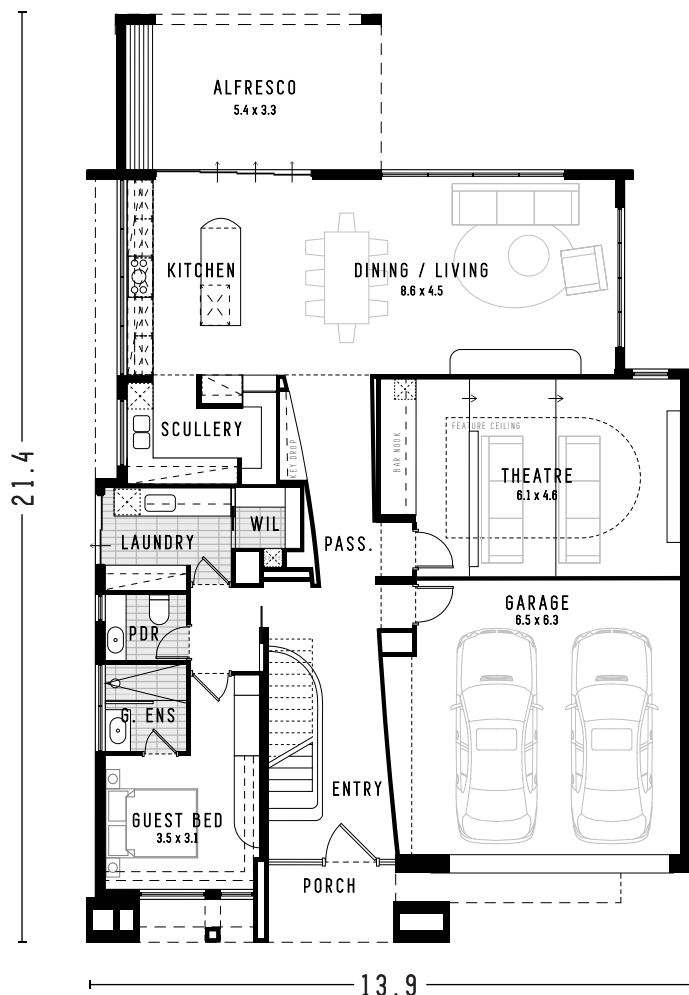 ALFRESCO
5.4 x 3.3
KITCHEN
DINING / LIVING
8.6 x 4.5
SCULLERY
KEY DROP
BAR NOOK
FEATURE CEILING
THEATRE
6.1 x 4.6
21.4
WIL
LAUNDRY
PASS.
GARAGE
6.5 x 6.3
PDR
G. ENS
ENTRY
GUEST BED
3.5 x 3.1
PORCH
13.9